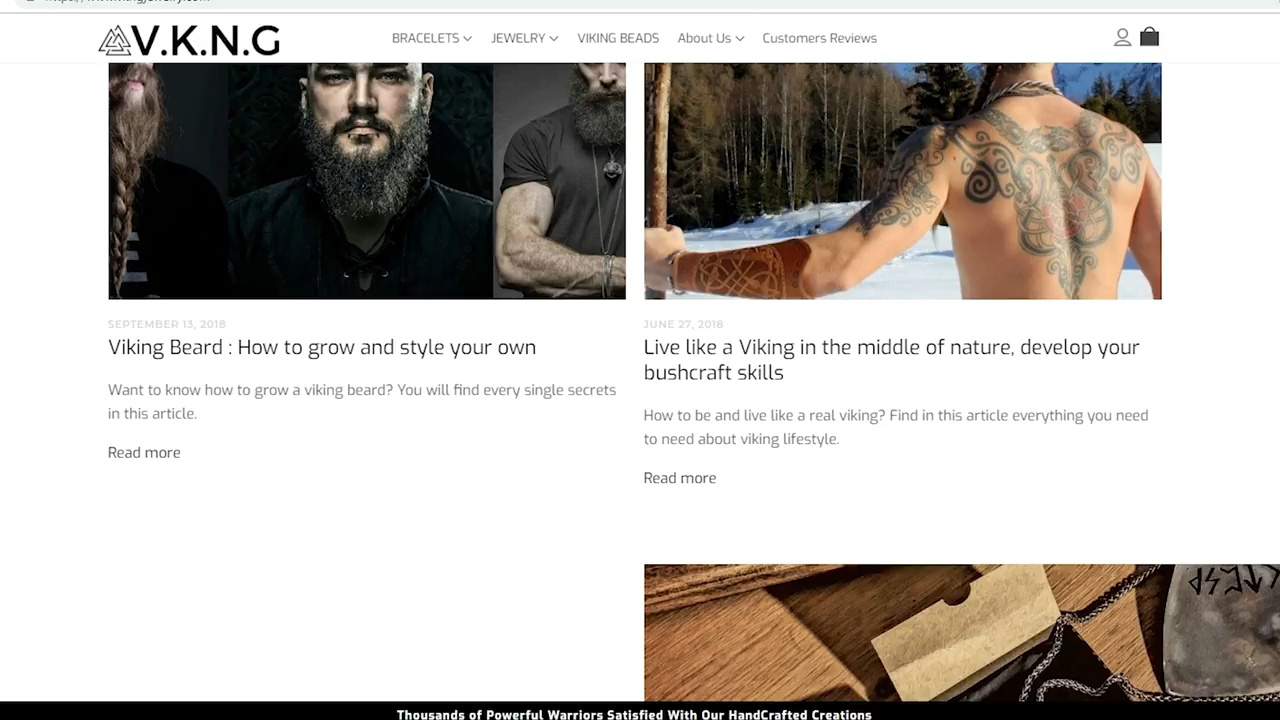 V.K.N.G
BRACELETS JEWELRY VIKING BEADS About Us Customers Reviews
SEPTEMBER 13, 2018
Viking Beard : How to grow and style your own
Want to know how to grow a viking beard? You will find every single secrets
in this article.
Read more
JUNE 27, 2018
Live like a Viking in the middle of nature, develop your
bushcraft skills
How to be and live like a real viking? Find in this article everything you need
to need about viking lifestyle.
Read more
Thousands of Powerful Warriors Satisfied With Our HandCrafted Creations